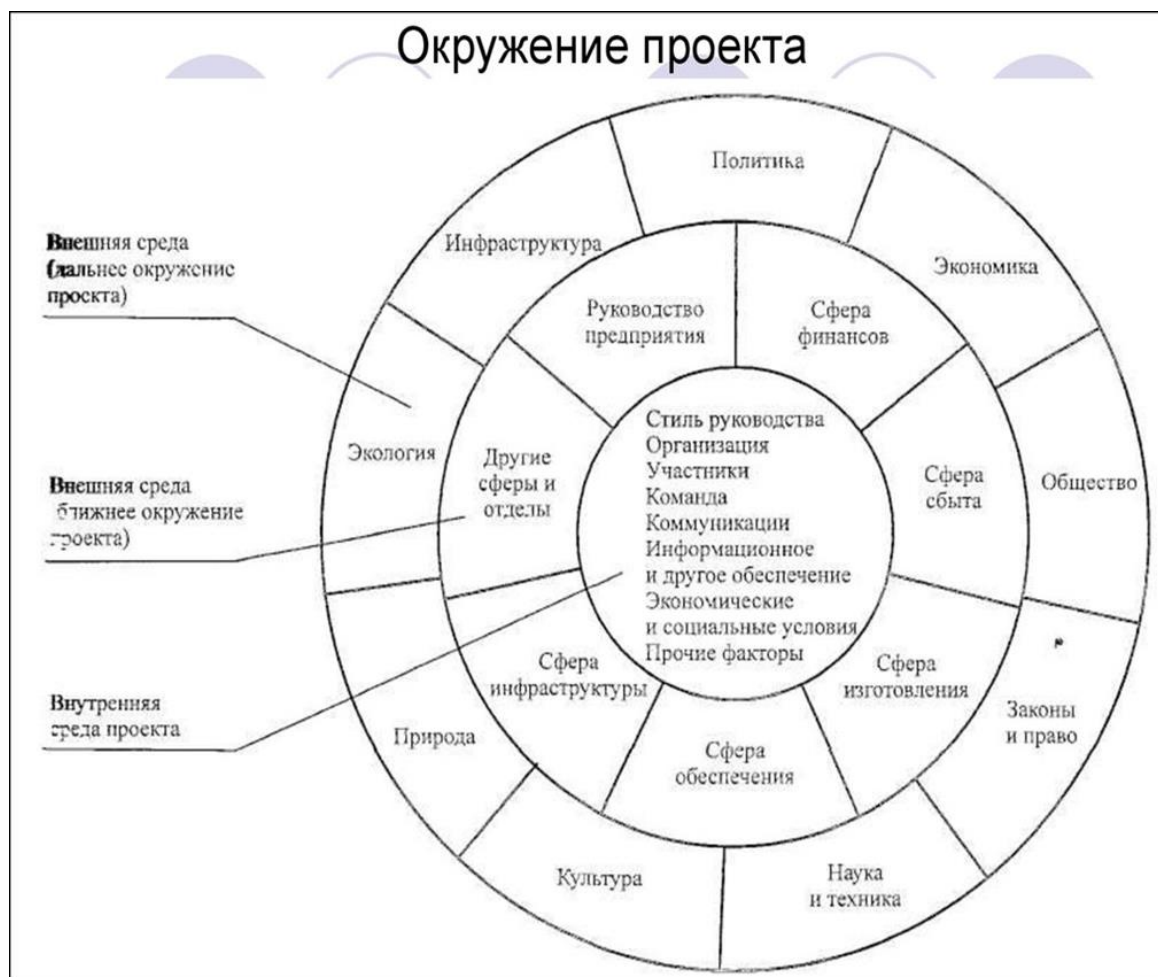 Окружение проекта
Политика
Экономика
Общество
Законы
и право
Наука
и техника
Культура
Природа
Экология
Инфраструктура
Руководство
предприятия
Сфера
финансов
Сфера
сбыта
Сфера
изготовления
Сфера
обеспечения
Сфера
инфраструктуры
Другие
сферы и
отделы
Стиль руководства
Организация
Участники
Команда
Коммуникации
Информационное
и другое обеспечение
Экономические
и социальные условия
Прочие факторы
Внешняя среда
(дальнее окружение
проекта)
Внешняя среда
(ближнее окружение
проекта)
Внутренняя
среда проекта